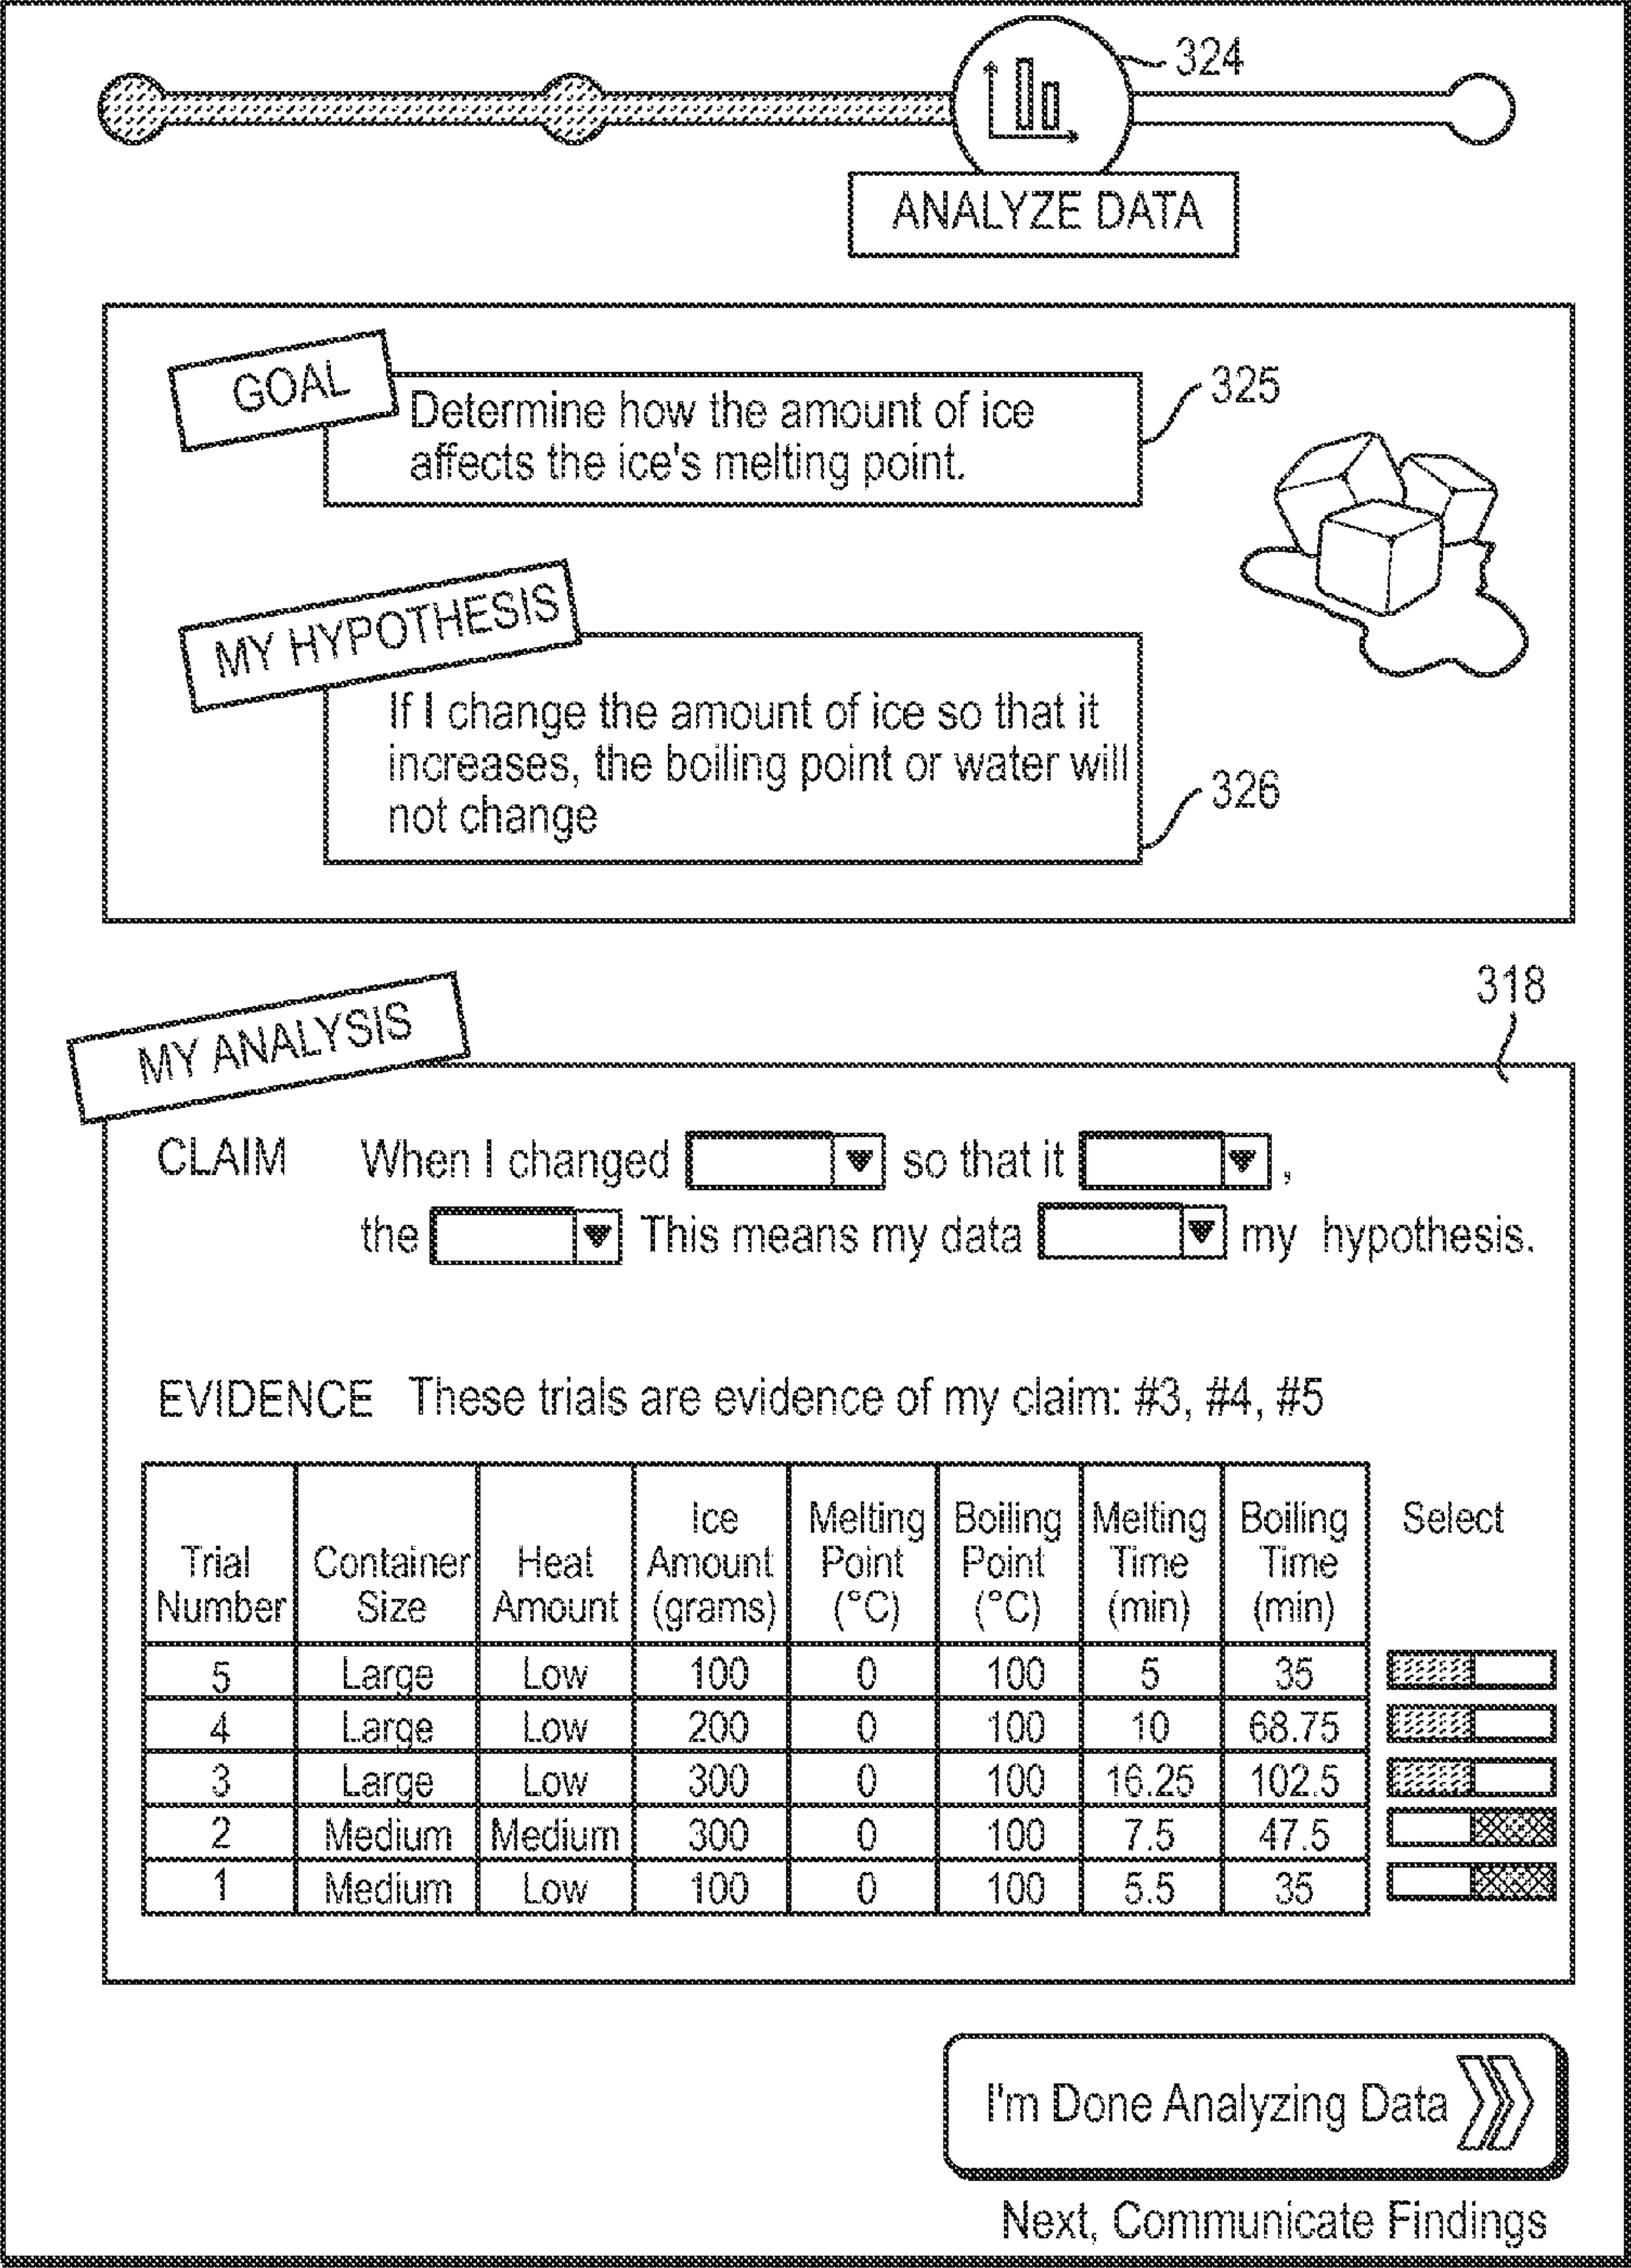 324
ANALYZE DATA
GOAL
Determine how the amount of ice
affects the ice's melting point.
325
MY HYPOTHESIS
If I change the amount of ice so that it
increases, the boiling point or water will
not change
326
318
MY ANALYSIS
CLAIM When I changed so that it ,
the This means my data my hypothesis.
EVIDENCE These trials are evidence of my claim: #3, #4, #5
Trial Number Container Size Heat Amount Ice Amount (grams) Melting Point (°C) Boiling Point (°C) Melting Time (min) Boiling Time (min) Select
5 Large Low 100 0 100 5 35
4 Large Low 200 0 100 10 68.75
3 Large Low 300 0 100 16.25 102.5
2 Medium Medium 300 0 100 7.5 47.5
1 Medium Low 100 0 100 5.5 35
I'm Done Analyzing Data
Next, Communicate Findings